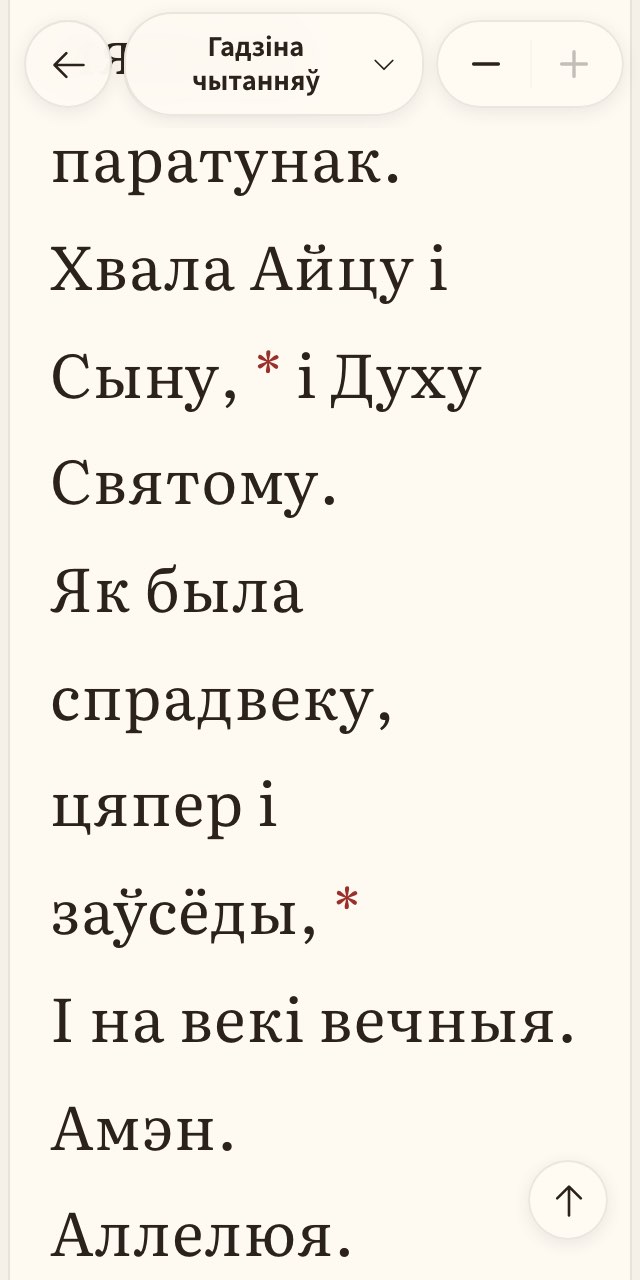 Гадзіна
чытанняў
паратунак.
Хвала Айцу і
Сыну, * і Духу
Святому.
Як была
спрадвеку,
цяпер і
заўсёды, *
І на векі вечныя.
Амэн.
Аллелюя.